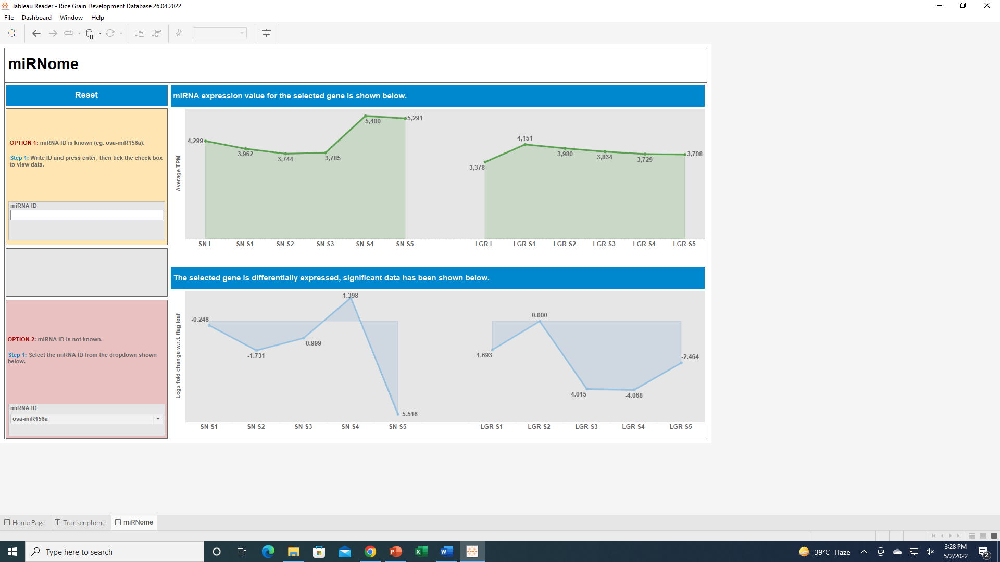 Tableau Reader - Rice Grain Development Database 26.04.2022
File Dashboard Window Help
miRNome
Reset
miRNA expression value for the selected gene is shown below.
OPTION 1: miRNA ID is known (eg. osa-miR156a).
Step 1: Write ID and press enter, then tick the check box
to view data.
miRNA ID
Average TPM
4,299
3,962
3,744
3,785
5,400
5,291
3,378
4,151
3,980
3,834
3,729
3,708
SN L SN S1 SN S2 SN S3 SN S4 SN S5 LGR L LGR S1 LGR S2 LGR S3 LGR S4 LGR S5
The selected gene is differentially expressed, significant data has been shown below.
OPTION 2: miRNA ID is not known.
Step 1: Select the miRNA ID from the dropdown shown
below.
miRNA ID
osa-miR156a
Log₂ fold change w.r.t. flag leaf
-0.248
-1.731
-0.999
1.398
-5.516
-1.693
0.000
-4.015
-4.068
-2.464
SN S1 SN S2 SN S3 SN S4 SN S5 LGR S1 LGR S2 LGR S3 LGR S4 LGR S5
Home Page Transcriptome miRNome
Type here to search
39°C Haze
3:28 PM
5/2/2022
2